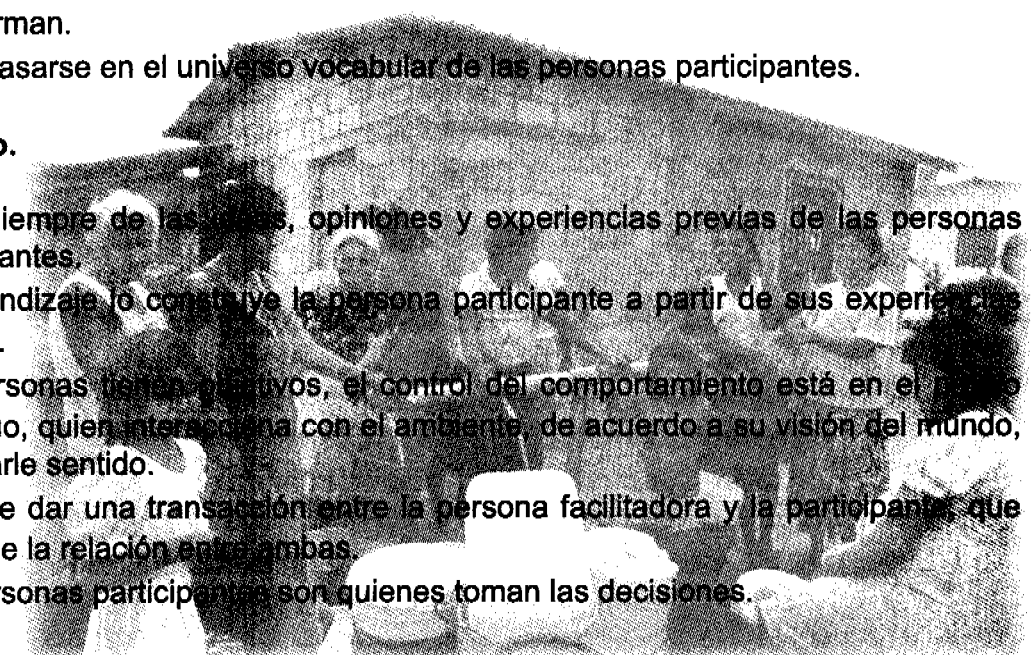 rman.
asarse en el universo vocabular de las personas participantes.
o.
iempre de las ideas, opiniones y experiencias previas de las personas
antes.
ndizaje lo construye la persona participante a partir de sus experiencias
.
ersonas tienen objetivos, el control del comportamiento está en el propio
uo, quien interacciona con el ambiente, de acuerdo a su visión del mundo,
arle sentido.
e dar una transacción entre la persona facilitadora y la participante, que
e la relación entre ambas.
rsonas participantes son quienes toman las decisiones.